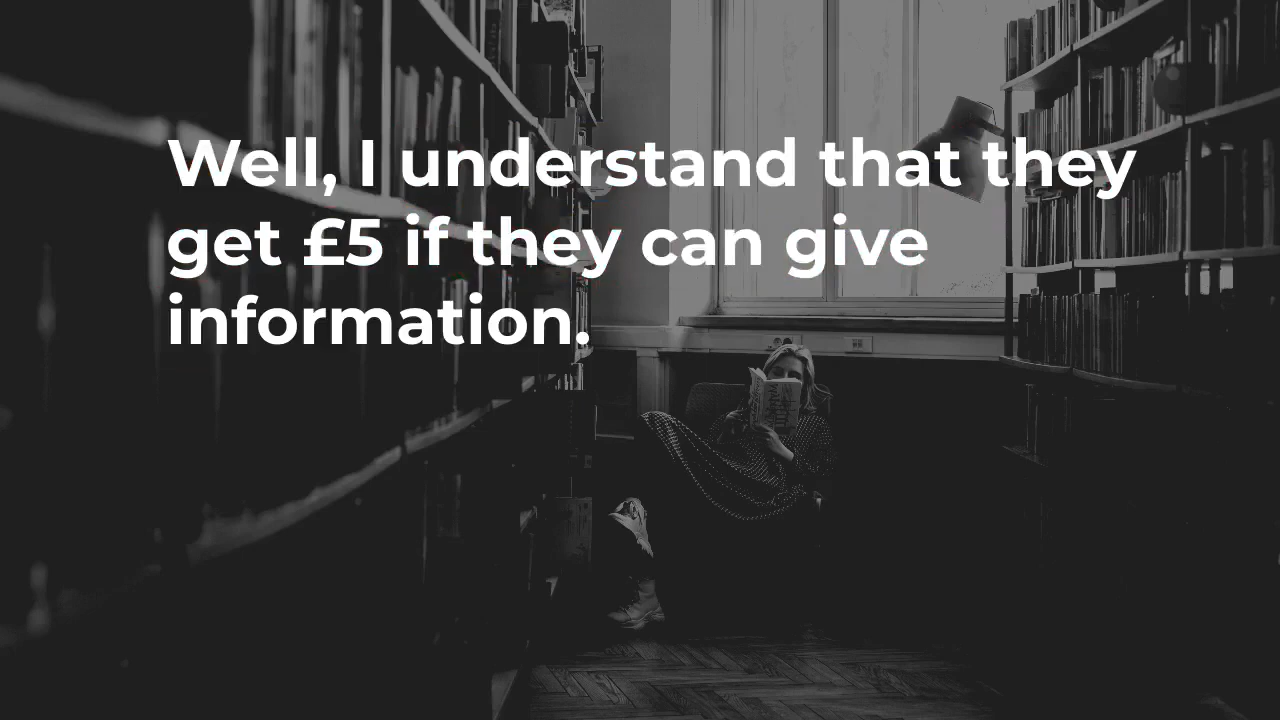 Well, I understand that they
get £5 if they can give
information.